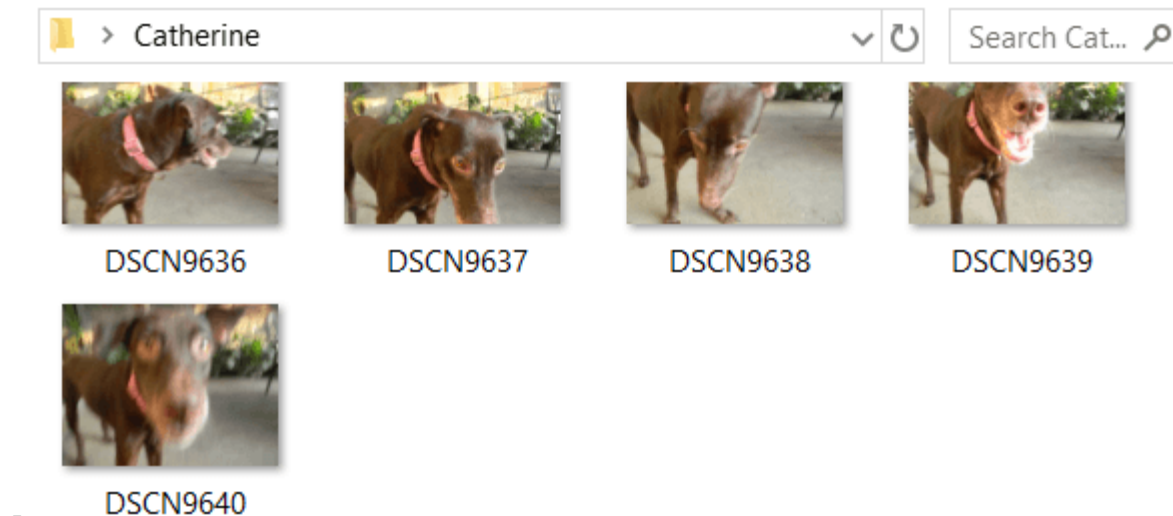 > Catherine
Search Cat...
DSCN9636
DSCN9637
DSCN9638
DSCN9639
DSCN9640